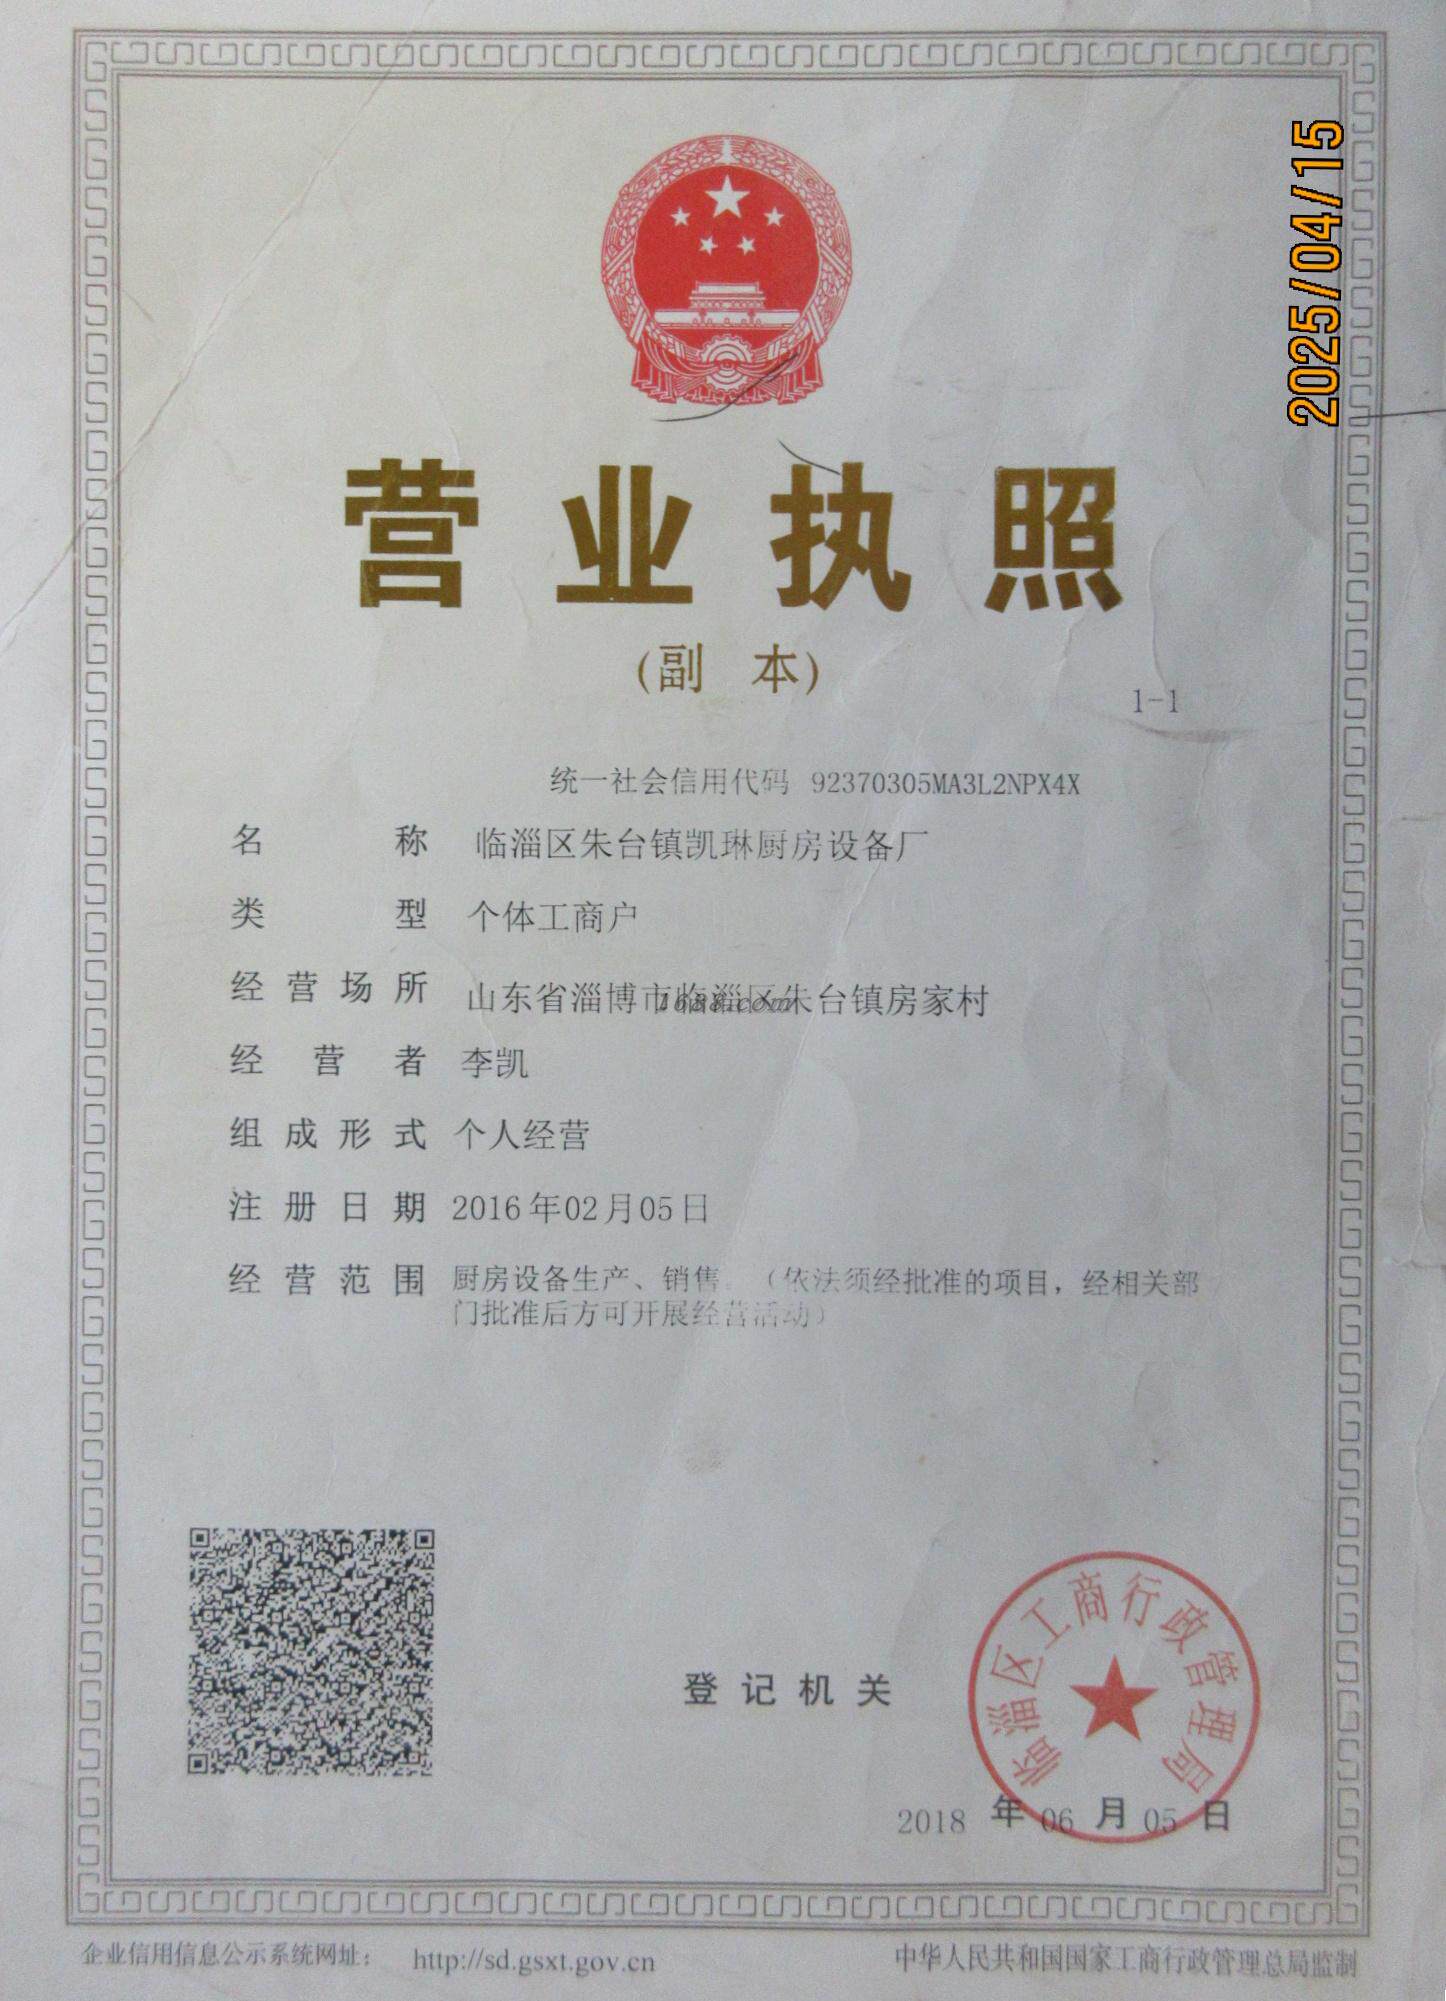 2025/04/15
营业执照
(副 本)
1-1
统一社会信用代码 92370305MA3L2NPX4X
名 称 临淄区朱台镇凯琳厨房设备厂
类 型 个体工商户
经营场所 山东省淄博市临淄区朱台镇房家村
1688.com
经 营 者 李凯
组成形式 个人经营
注册日期 2016年02月05日
经营范围 厨房设备生产、销售。（依法须经批准的项目，经相关部
门批准后方可开展经营活动）
登记机关
临淄区工商行政管理局
2018 年 06 月 05 日
企业信用信息公示系统网址： http://sd.gsxt.gov.cn
中华人民共和国国家工商行政管理总局监制